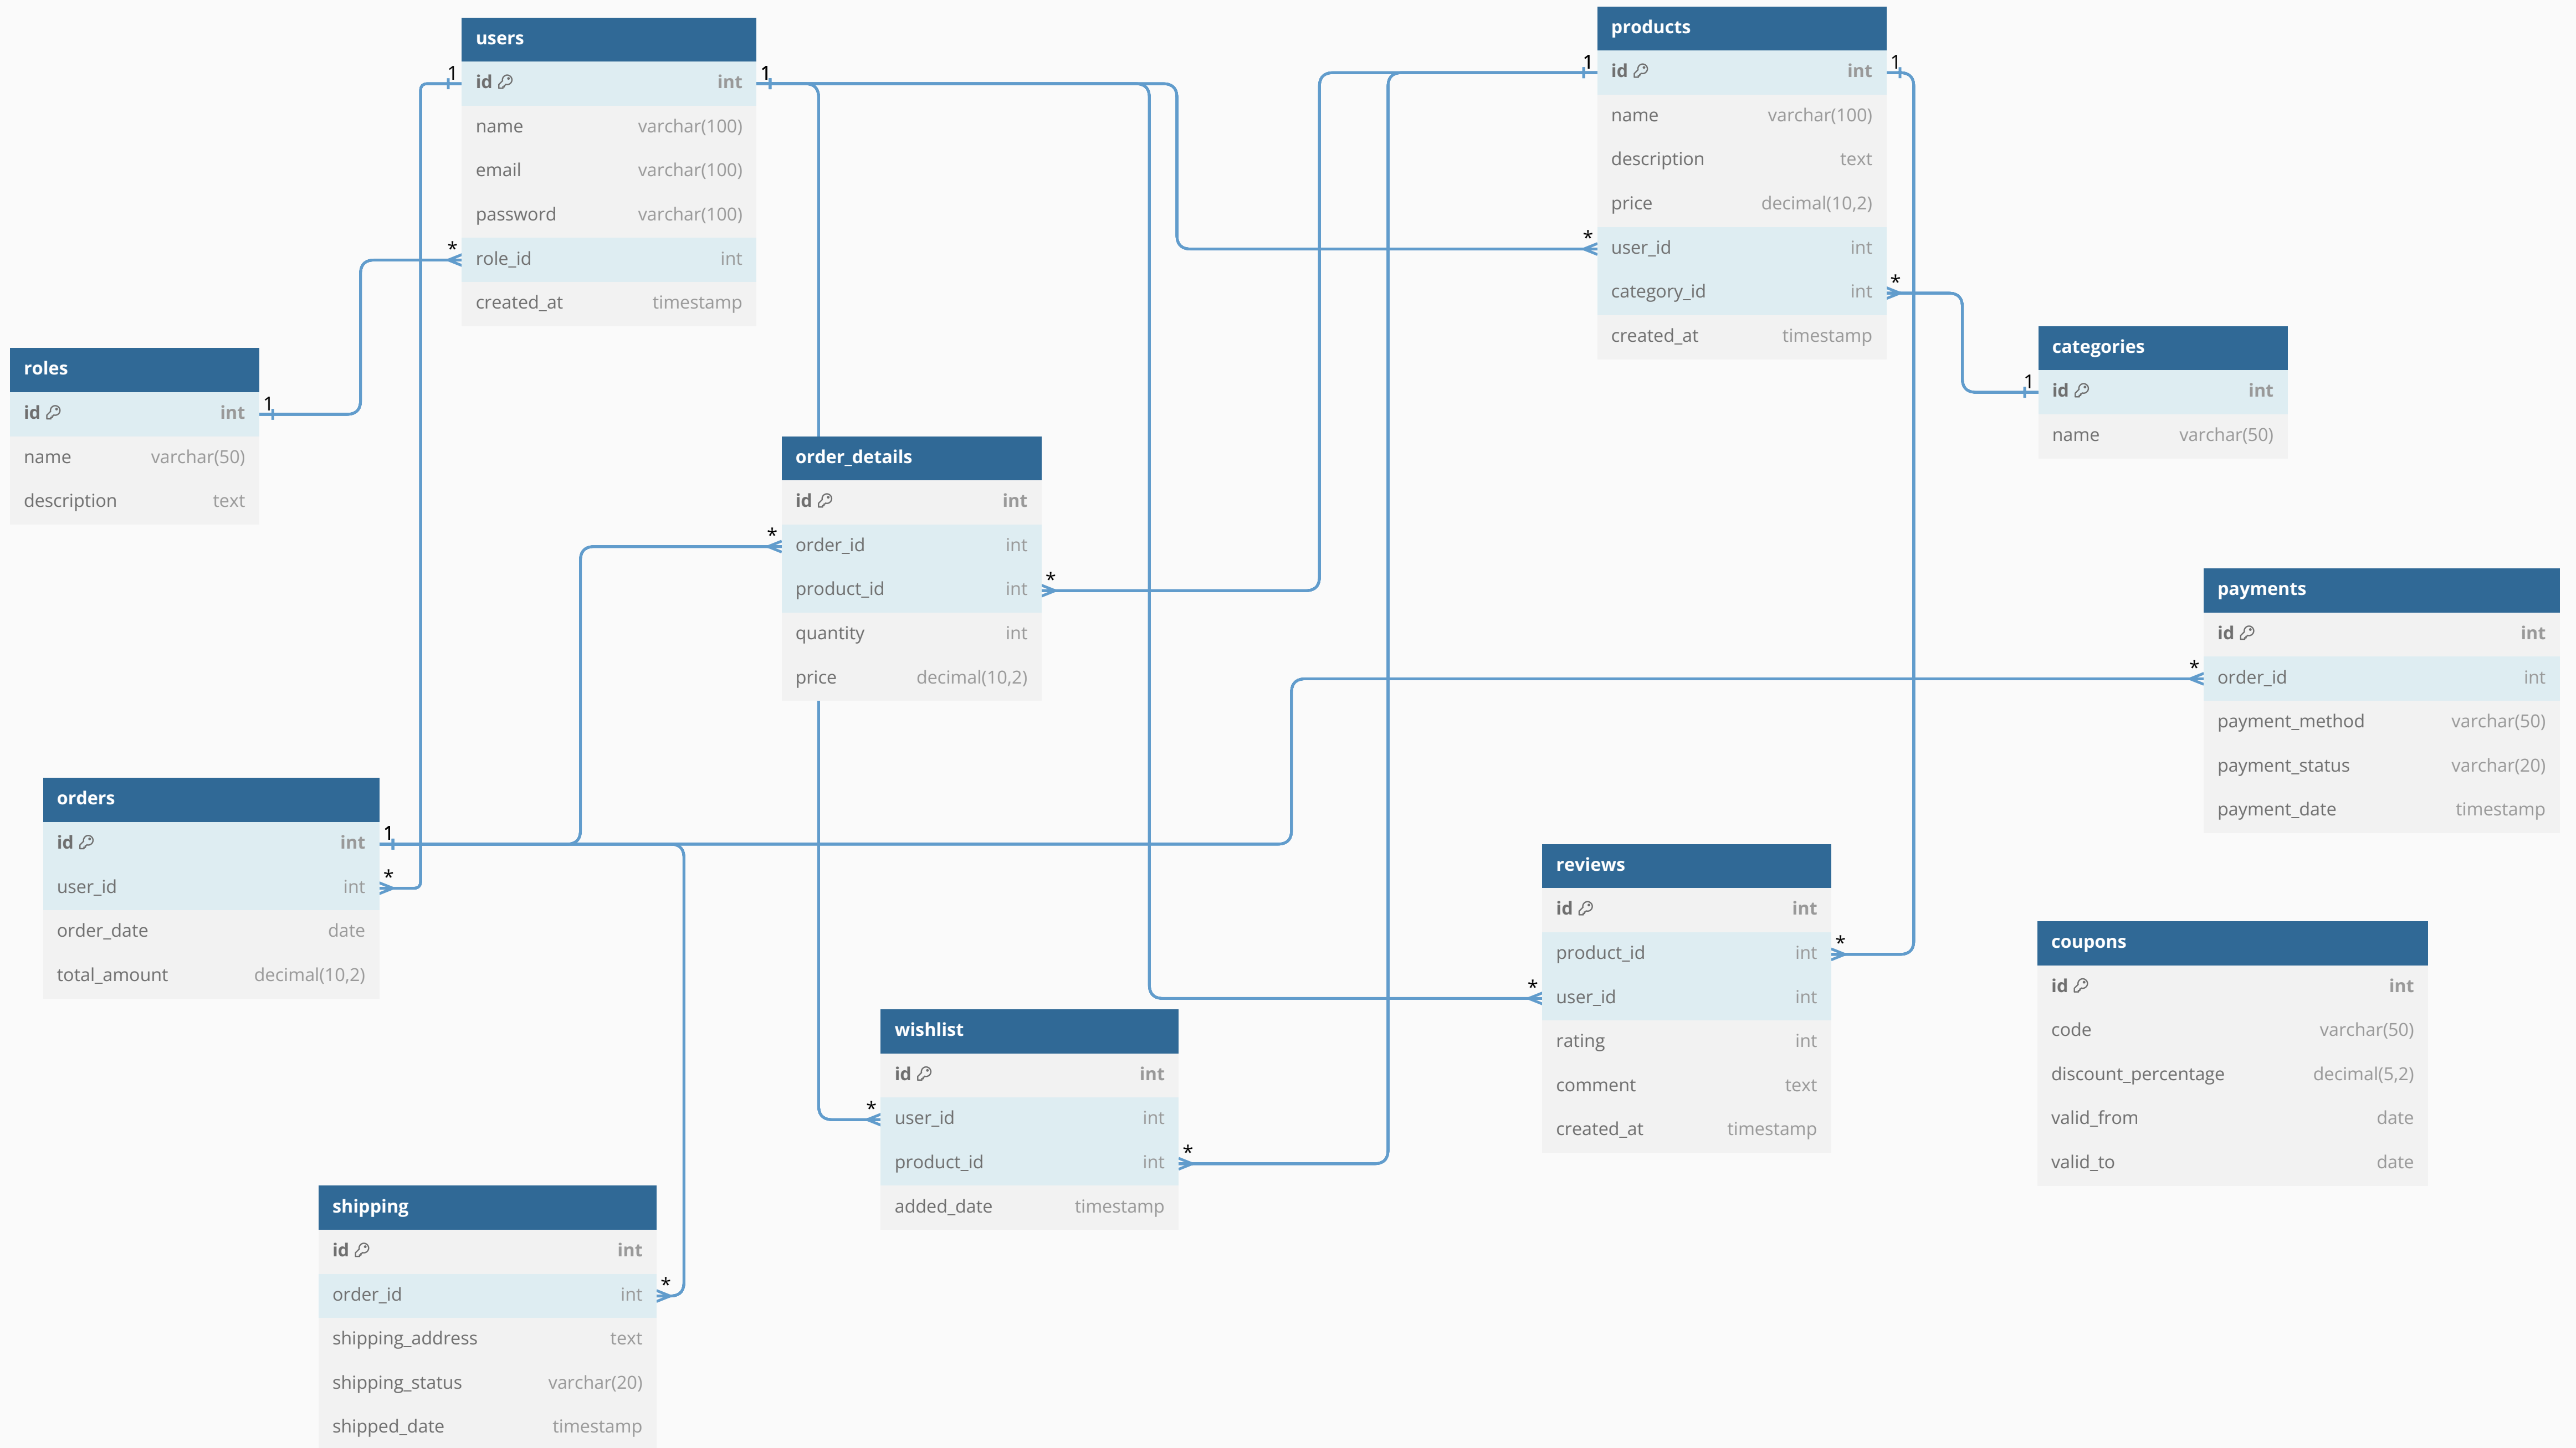 users
1 id int 1
name varchar(100)
email varchar(100)
password varchar(100)
* role_id int
created_at timestamp
products
1 id int 1
name varchar(100)
description text
price decimal(10,2)
* user_id int
category_id int *
created_at timestamp
roles
id int 1
name varchar(50)
description text
categories
1 id int
name varchar(50)
order_details
id int
* order_id int
product_id int *
quantity int
price decimal(10,2)
payments
id int
* order_id int
payment_method varchar(50)
payment_status varchar(20)
payment_date timestamp
orders
id int 1
user_id int *
order_date date
total_amount decimal(10,2)
reviews
id int
product_id int *
* user_id int
rating int
comment text
created_at timestamp
coupons
id int
code varchar(50)
discount_percentage decimal(5,2)
valid_from date
valid_to date
wishlist
id int
* user_id int
product_id int *
added_date timestamp
shipping
id int
order_id int *
shipping_address text
shipping_status varchar(20)
shipped_date timestamp